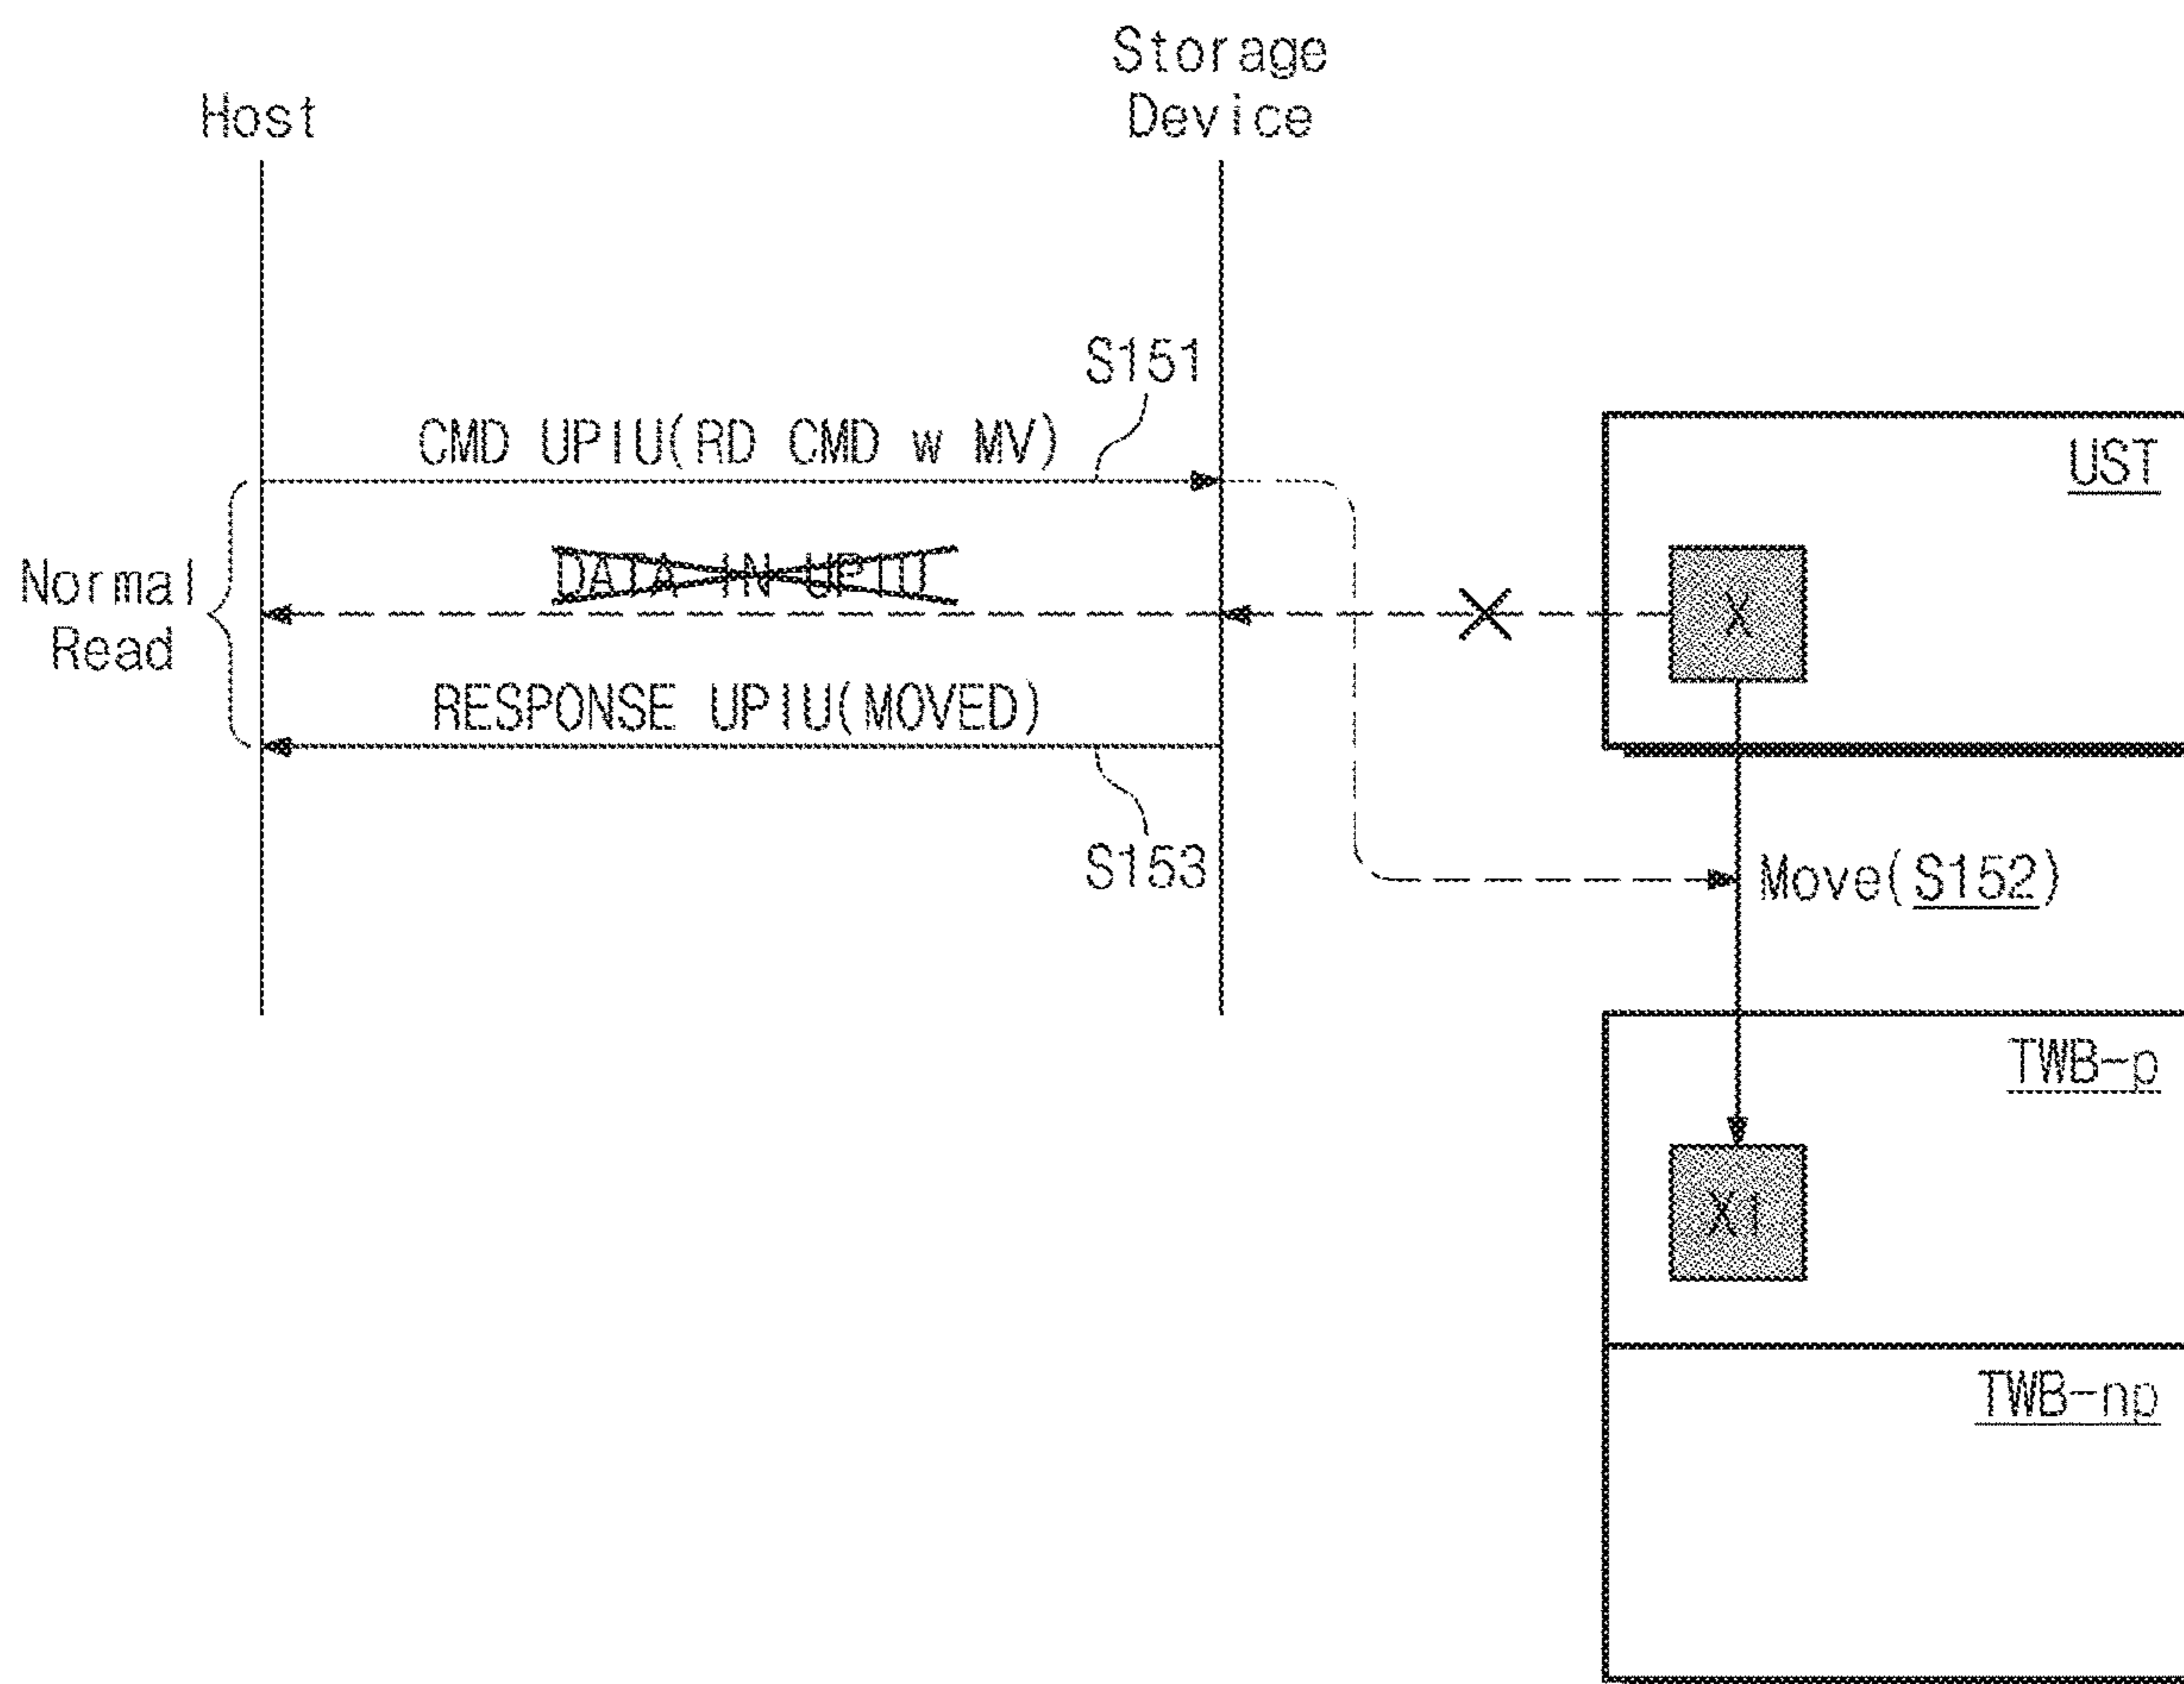 Host
Storage
Device
S151
CMD UPIU(RD CMD w MV)
UST
DATA IN UPIU
X
Normal
Read
RESPONSE UPIU(MOVED)
S153
Move(S152)
TWB-p
X1
TWB-np